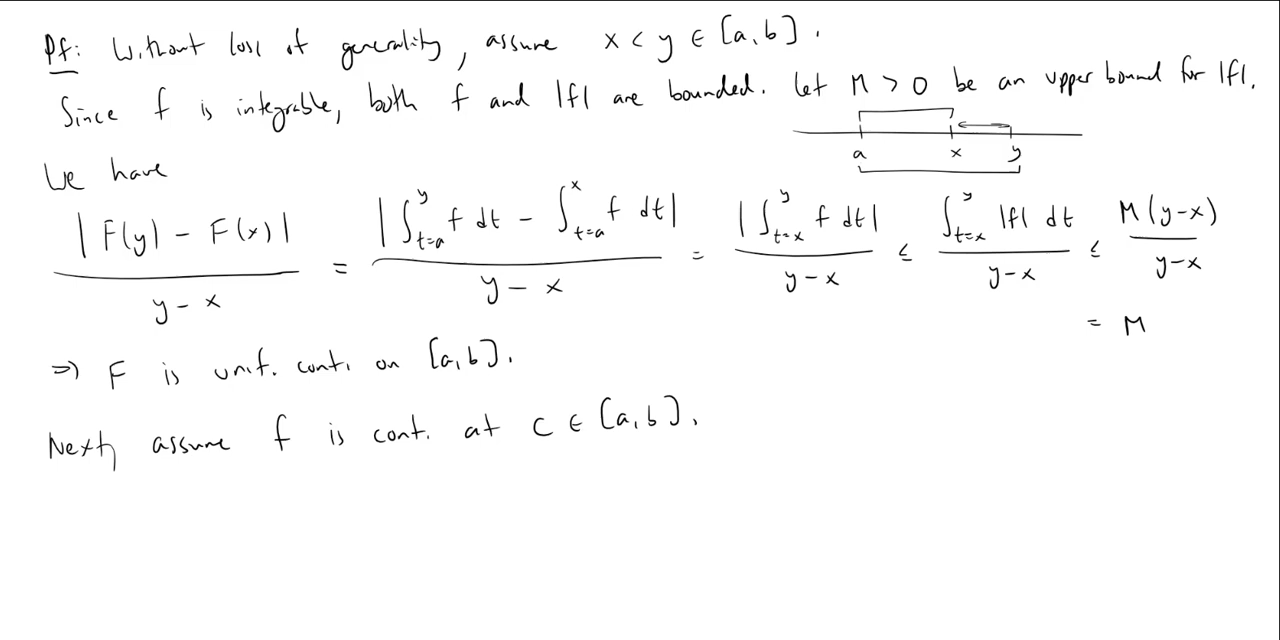 Pf: Without loss of generality, assume x < y ∈ [a, b].
Since f is integrable, both f and |f| are bounded. Let M > 0 be an upper bound for |f|.
a x y
We have
|F(y) - F(x)| / (y - x) = |∫_{t=a}^{y} f dt - ∫_{t=a}^{x} f dt| / (y - x) = |∫_{t=x}^{y} f dt| / (y - x) ≤ ∫_{t=x}^{y} |f| dt / (y - x) ≤ M(y-x) / (y-x)
= M
⇒ F is unif. cont. on [a, b].
Next, assume f is cont. at c ∈ [a, b].